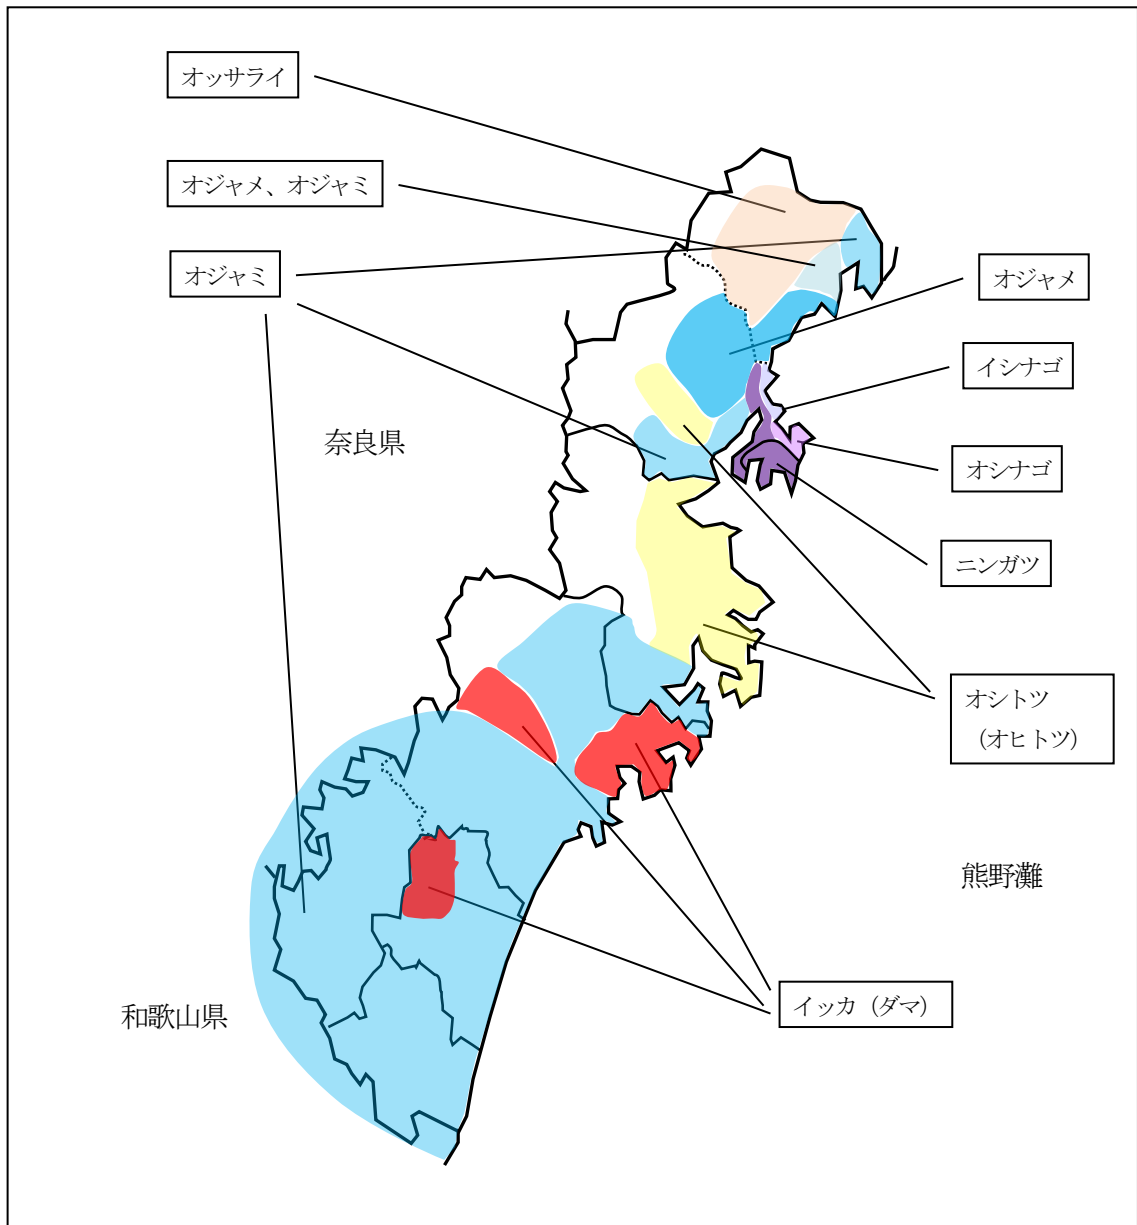 オッサライ
オジャメ、オジャミ
オジャミ
オジャメ
イシナゴ
奈良県
オシナゴ
ニンガツ
オシトツ
（オヒトツ）
熊野灘
イッカ（ダマ）
和歌山県